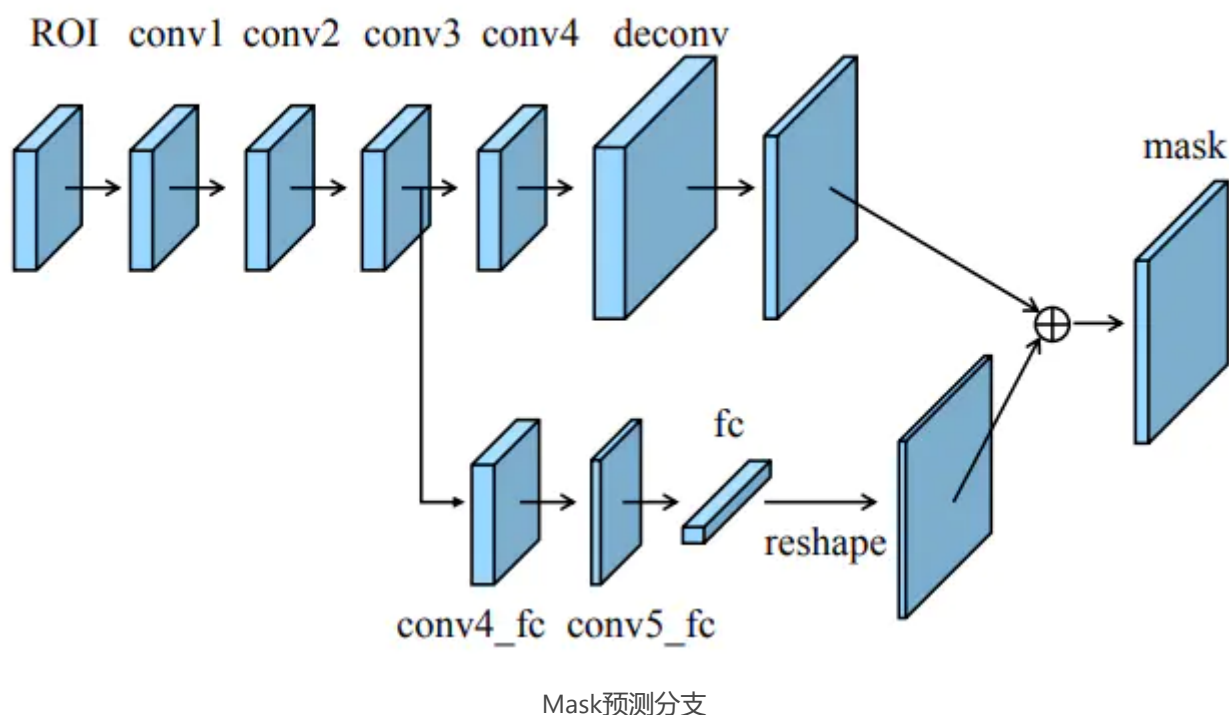 ROI conv1 conv2 conv3 conv4 deconv
mask
fc
reshape
conv4_fc conv5_fc
Mask预测分支